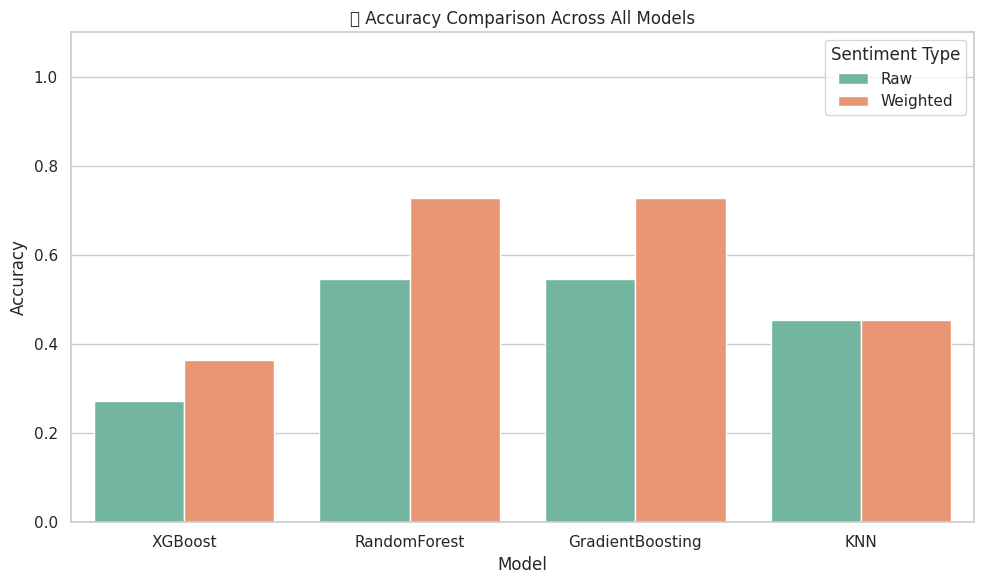 ▯ Accuracy Comparison Across All Models
Sentiment Type
Raw
Weighted
1.0
0.8
0.6
0.4
0.2
0.0
Accuracy
XGBoost RandomForest GradientBoosting KNN
Model